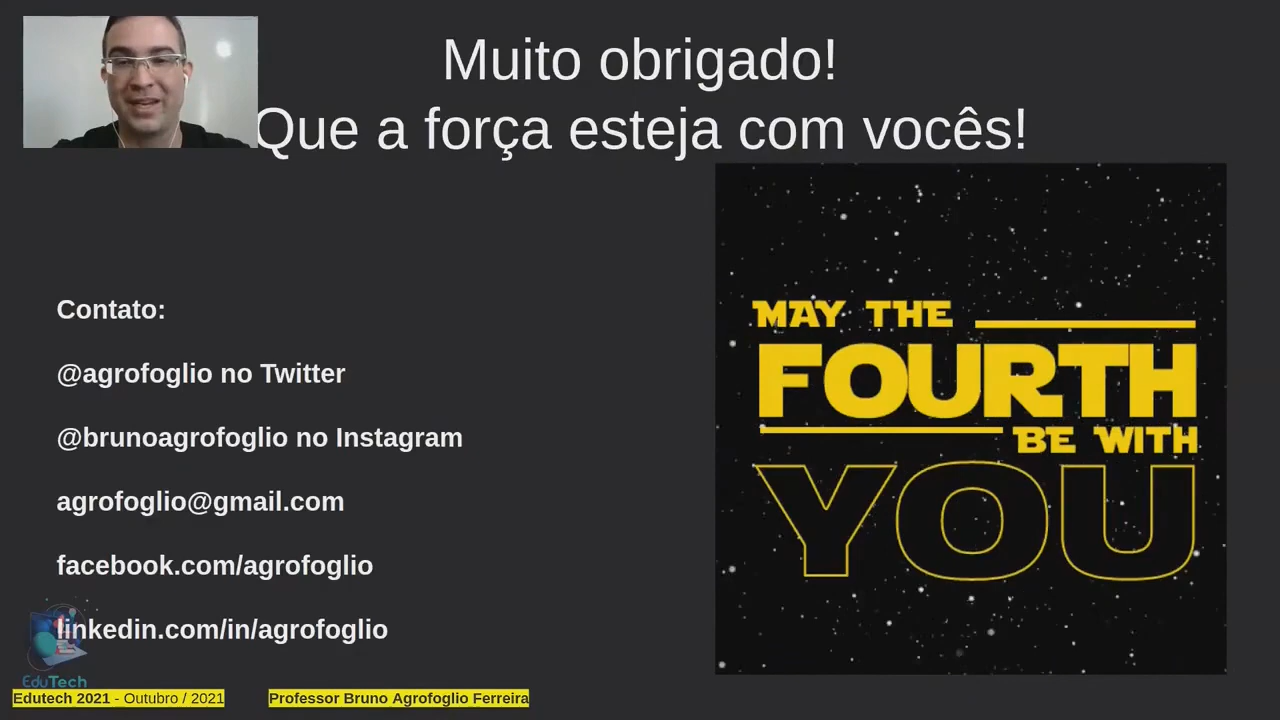 Muito obrigado!
Que a força esteja com vocês!
MAY THE
FOURTH
BE WITH
YOU
Contato:
@agrofoglio no Twitter
@brunoagrofoglio no Instagram
agrofoglio@gmail.com
facebook.com/agrofoglio
linkedin.com/in/agrofoglio
EduTech
Edutech 2021 - Outubro / 2021
Professor Bruno Agrofoglio Ferreira